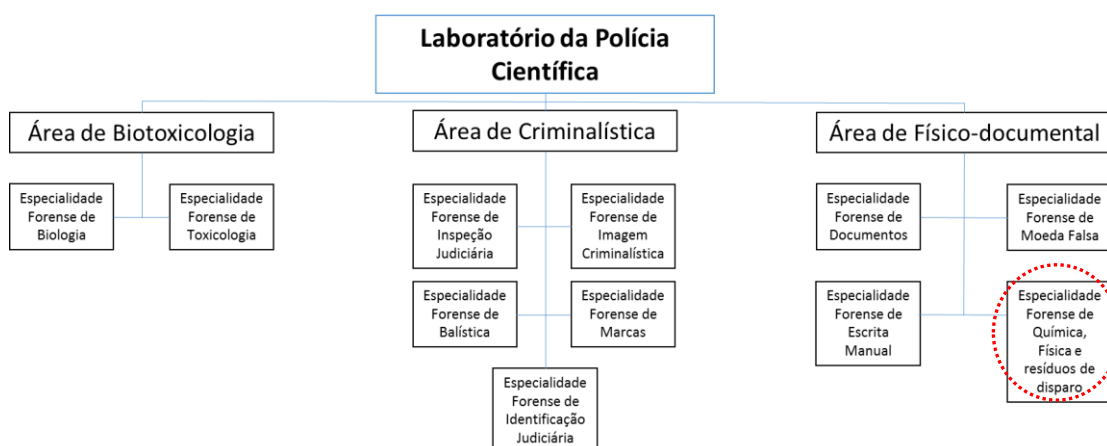 Laboratório da Polícia
Científica
Área de Biotoxicologia
Especialidade
Forense de
Biologia
Especialidade
Forense de
Toxicologia
Área de Criminalística
Especialidade
Forense de
Inspeção
Judiciária
Especialidade
Forense de
Imagem
Criminalística
Especialidade
Forense de
Balística
Especialidade
Forense de
Marcas
Especialidade
Forense de
Identificação
Judiciária
Área de Físico-documental
Especialidade
Forense de
Documentos
Especialidade
Forense de
Moeda Falsa
Especialidade
Forense de
Escrita
Manual
Especialidade
Forense de
Química,
Física e
resíduos de
disparo